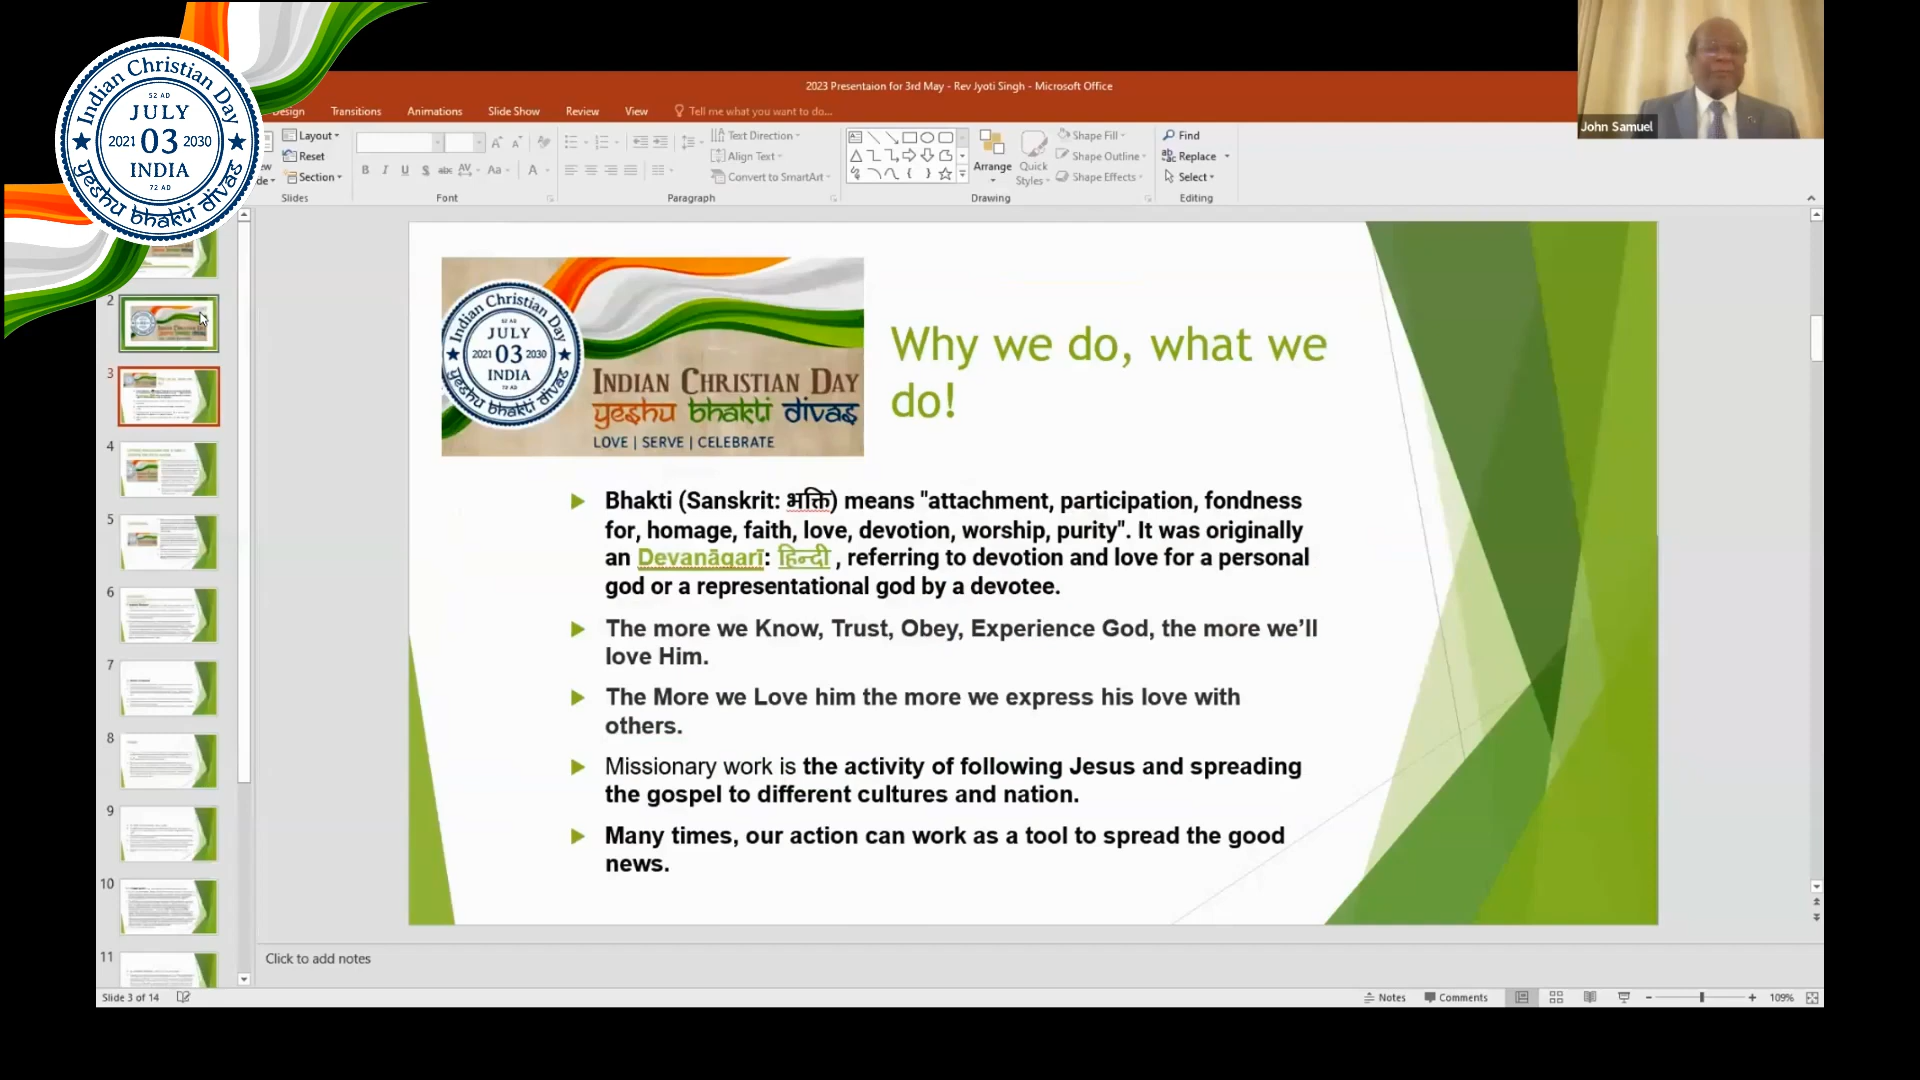 2023 Presentaion for 3rd May - Rev Jyoti Singh - Microsoft Office
John Samuel
Design Transitions Animations Slide Show Review View Tell me what you want to do...
Layout
Reset
Section
Slides
Font
Text Direction
Align Text
Convert to SmartArt
Paragraph
Arrange
Quick
Styles
Shape Fill
Shape Outline
Shape Effects
Drawing
Find
Replace
Select
Editing
Indian Christian Day
52 AD
JULY
2021 03 2030
INDIA
72 AD
yeshu bhakti divas
2
3
4
5
6
7
8
9
10
11
Indian Christian Day
52 AD
JULY
2021 03 2030
INDIA
72 AD
yeshu bhakti divas
INDIAN CHRISTIAN DAY
yeshu bhakti divas
LOVE | SERVE | CELEBRATE
Why we do, what we
do!
Bhakti (Sanskrit: भक्ति) means "attachment, participation, fondness
for, homage, faith, love, devotion, worship, purity". It was originally
an Devanāgarī: हिन्दी , referring to devotion and love for a personal
god or a representational god by a devotee.
The more we Know, Trust, Obey, Experience God, the more we’ll
love Him.
The More we Love him the more we express his love with
others.
Missionary work is the activity of following Jesus and spreading
the gospel to different cultures and nation.
Many times, our action can work as a tool to spread the good
news.
Click to add notes
Slide 3 of 14
Notes Comments 109%